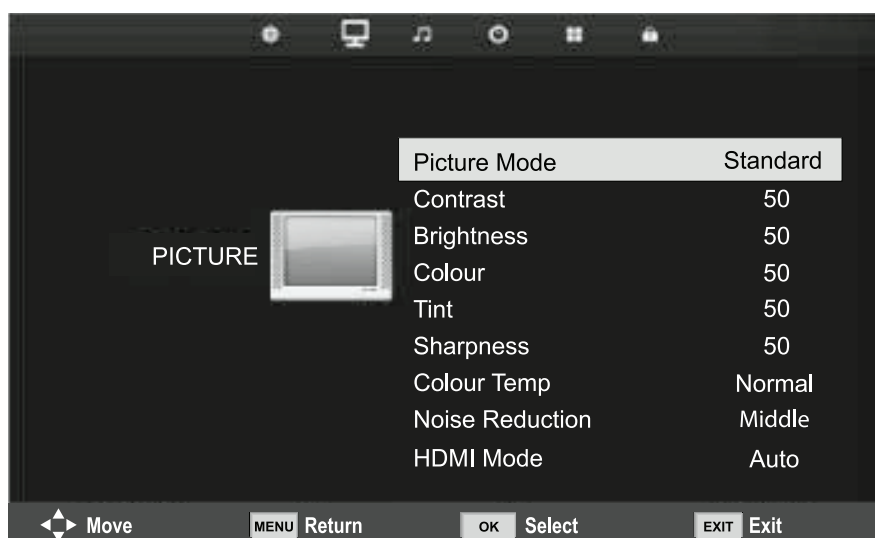 Picture Mode Standard
Contrast 50
Brightness 50
PICTURE
Colour 50
Tint 50
Sharpness 50
Colour Temp Normal
Noise Reduction Middle
HDMI Mode Auto
Move MENU Return OK Select EXIT Exit